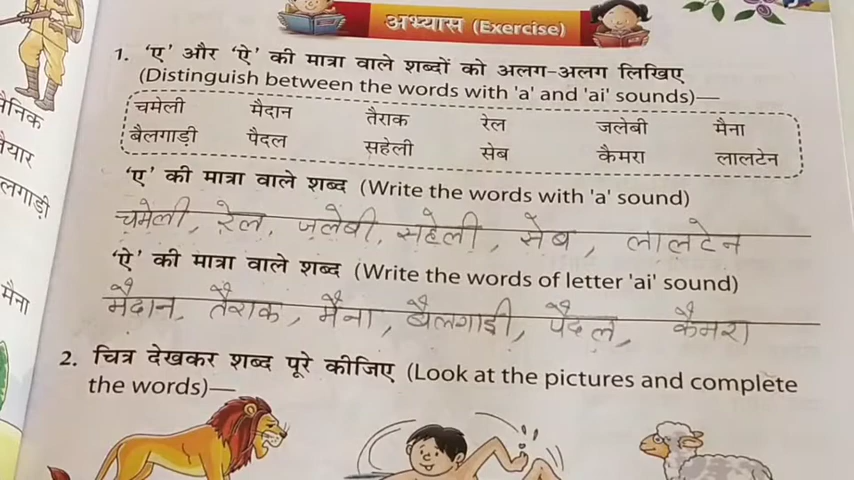 अभ्यास (Exercise)
1. 'ए' और 'ऐ' की मात्रा वाले शब्दों को अलग-अलग लिखिए
(Distinguish between the words with 'a' and 'ai' sounds)—
चमेली मैदान तैराक रेल जलेबी मैना
बैलगाड़ी पैदल सहेली सेब कैमरा लालटेन
'ए' की मात्रा वाले शब्द (Write the words with 'a' sound)
चमेली, रेल, जलेबी, सहेली, सेब, लालटेन
'ऐ' की मात्रा वाले शब्द (Write the words of letter 'ai' sound)
मैदान, तैराक, मैना, बैलगाड़ी, पैदल, कैमरा
2. चित्र देखकर शब्द पूरे कीजिए (Look at the pictures and complete
the words)—
मैना